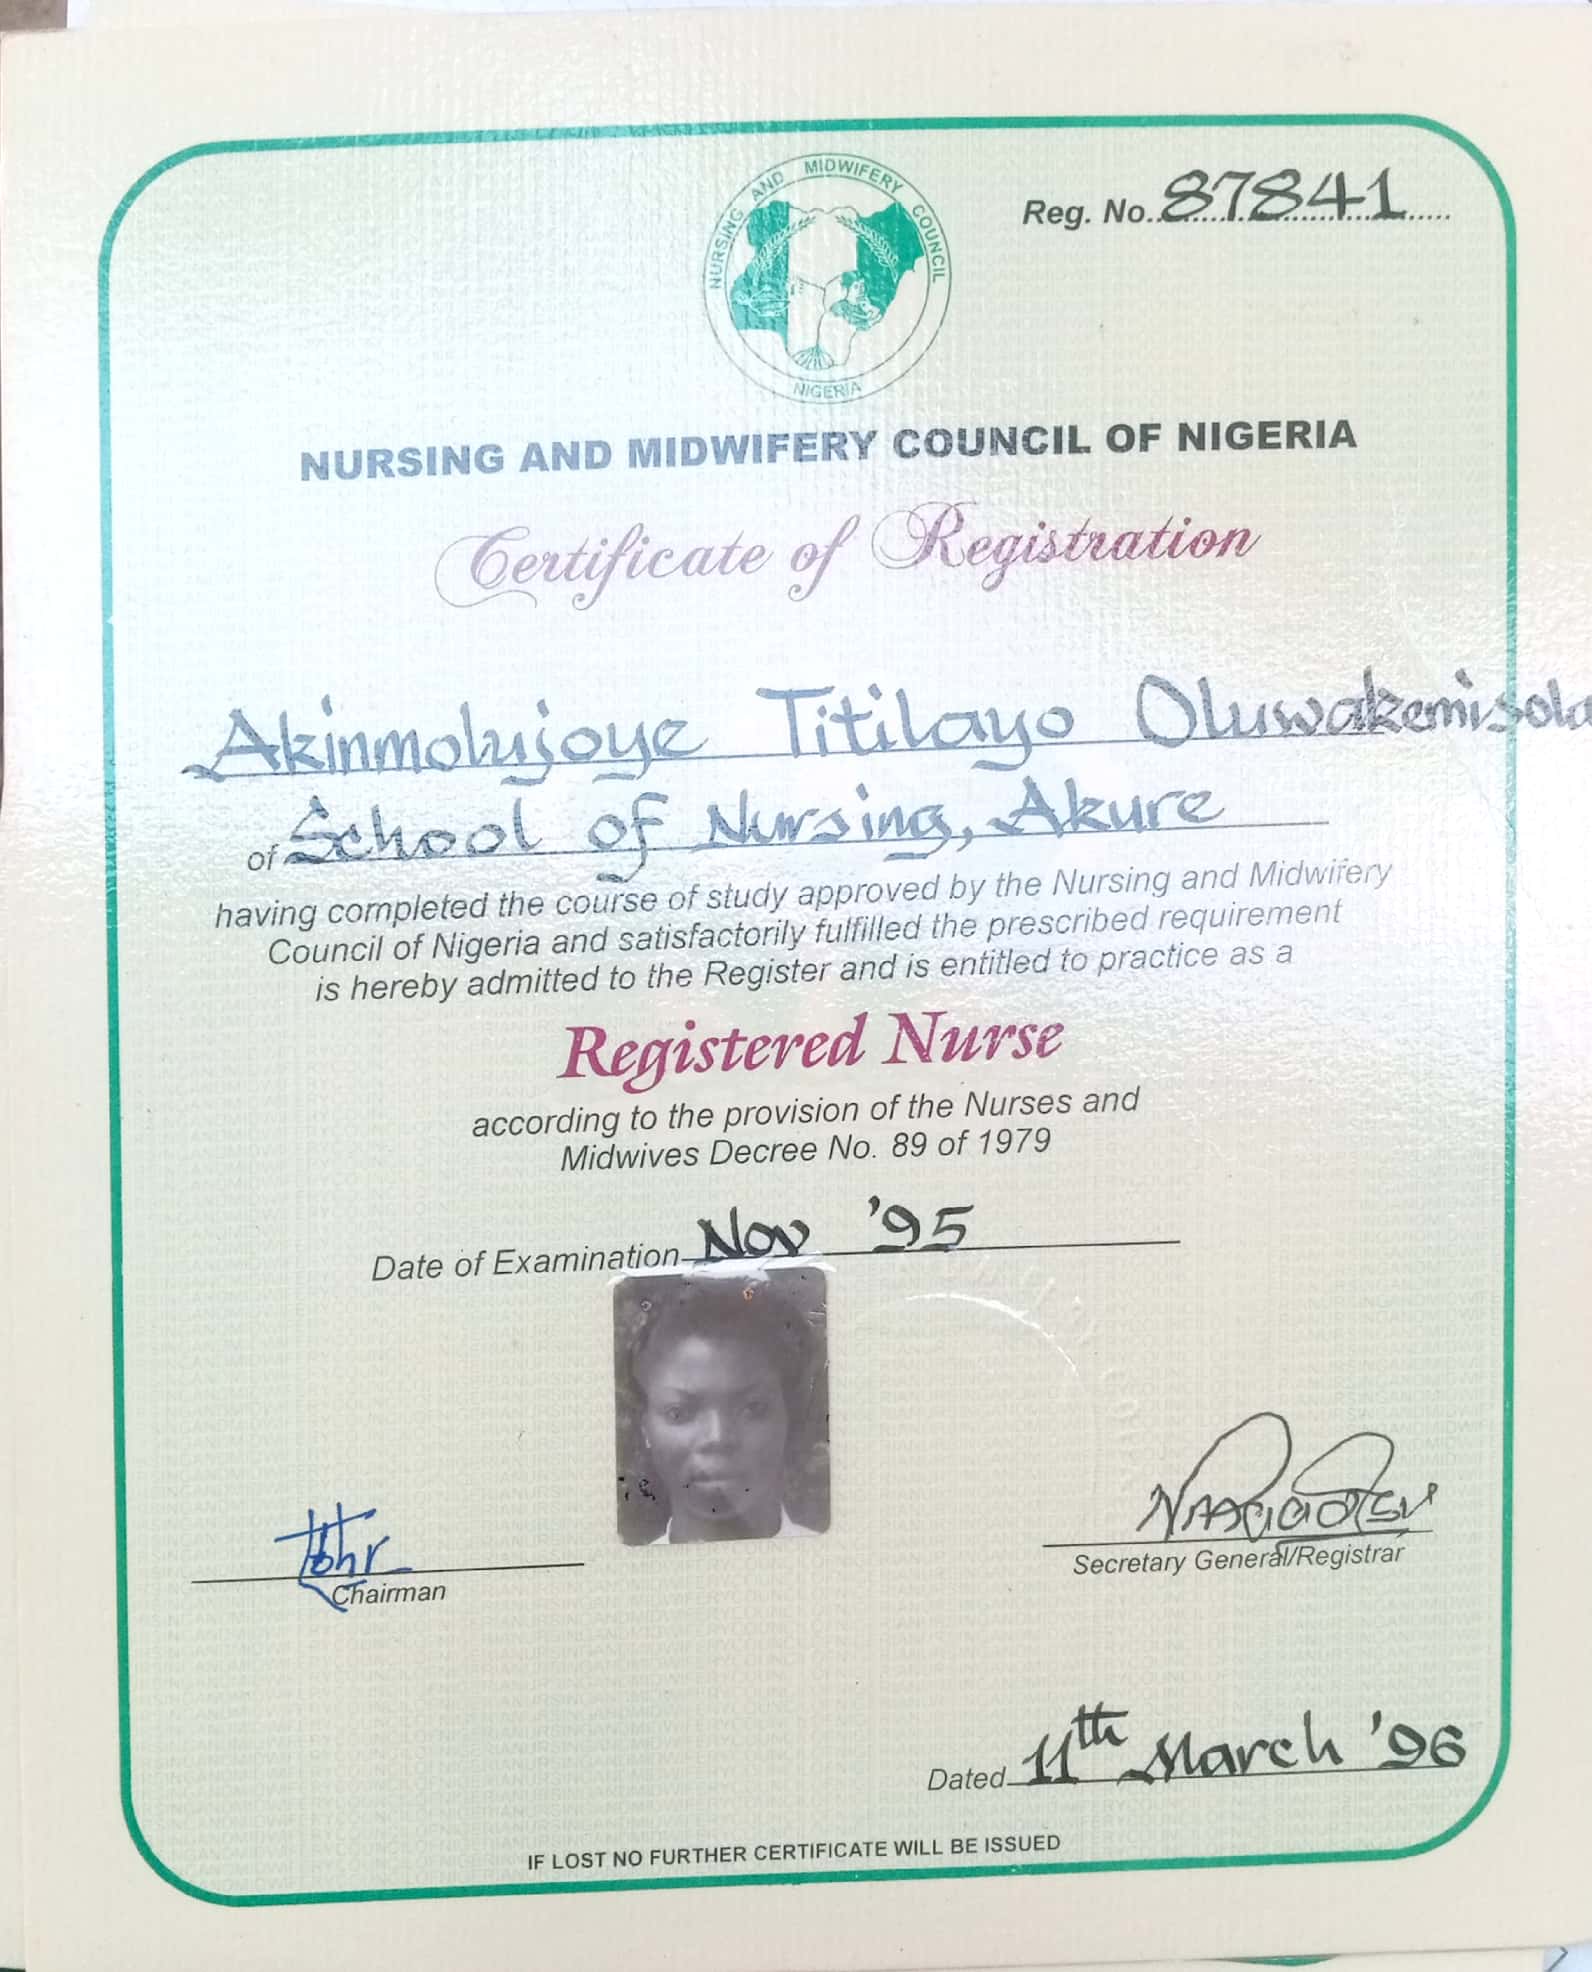 NURSING AND MIDWIFERY COUNCIL
NIGERIA
Reg. No. 87841
NURSING AND MIDWIFERY COUNCIL OF NIGERIA
Certificate of Registration
Akinmolujoye Titilayo Oluwakemisola
of School of Nursing, Akure
having completed the course of study approved by the Nursing and Midwifery
Council of Nigeria and satisfactorily fulfilled the prescribed requirement
is hereby admitted to the Register and is entitled to practice as a
Registered Nurse
according to the provision of the Nurses and
Midwives Decree No. 89 of 1979
Date of Examination Nov '95
Chairman
Secretary General/Registrar
Dated 11th March '96
IF LOST NO FURTHER CERTIFICATE WILL BE ISSUED